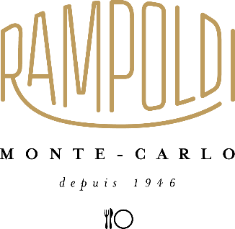 RAMPOLDI
MONTE-CARLO
depuis 1946